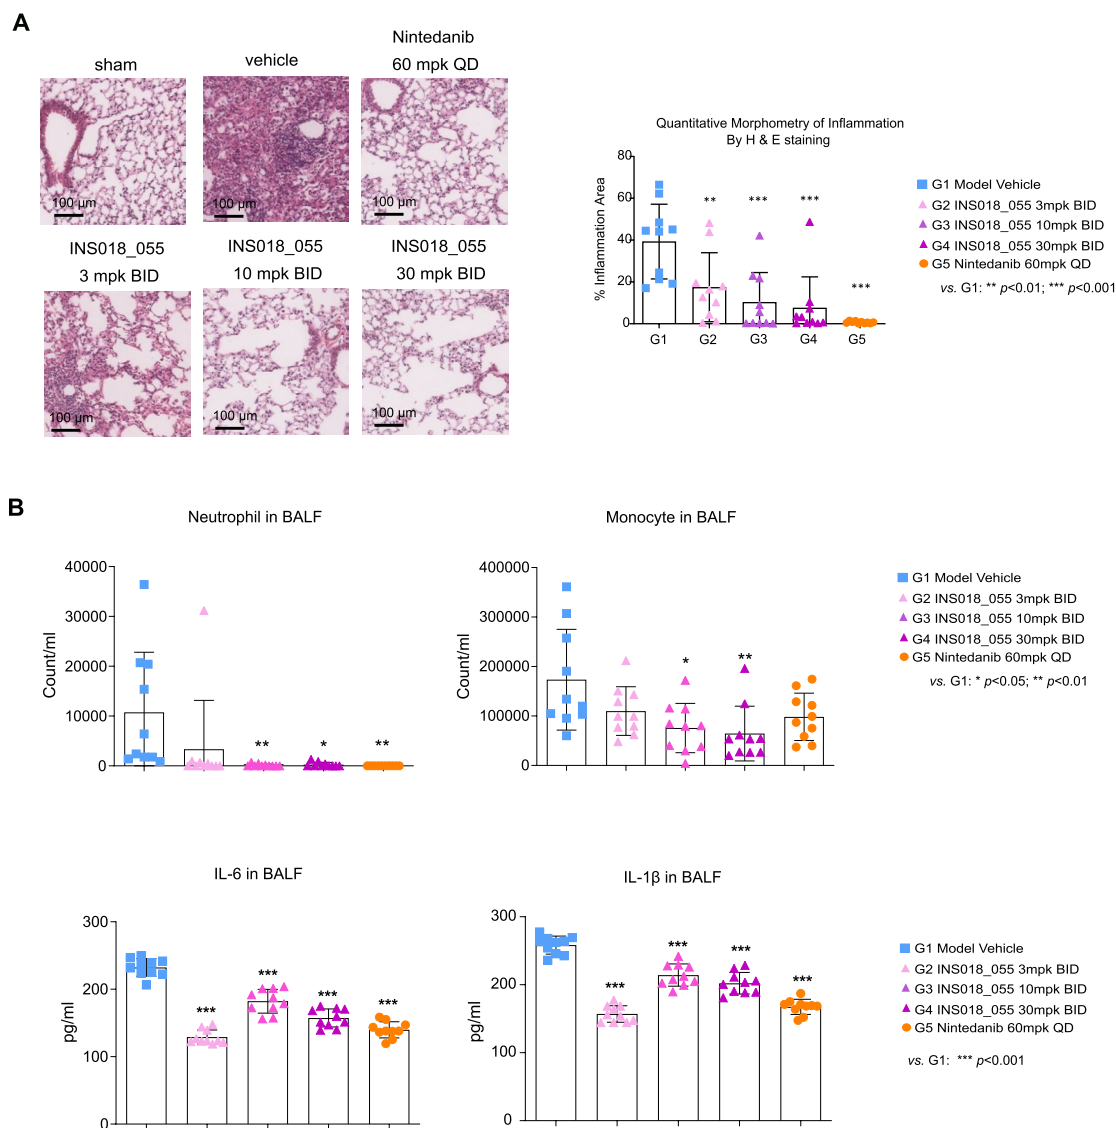 A
sham
vehicle
Nintedanib
60 mpk QD
100 µm
100 µm
100 µm
INS018_055
3 mpk BID
INS018_055
10 mpk BID
INS018_055
30 mpk BID
100 µm
100 µm
100 µm
Quantitative Morphometry of Inflammation
By H & E staining
% Inflammation Area
80
60
40
20
0
**
***
***
***
G1
G2
G3
G4
G5
G1 Model Vehicle
G2 INS018_055 3mpk BID
G3 INS018_055 10mpk BID
G4 INS018_055 30mpk BID
G5 Nintedanib 60mpk QD
vs. G1: ** p<0.01; *** p<0.001
B
Neutrophil in BALF
Count/ml
40000
30000
20000
10000
0
**
*
**
Monocyte in BALF
Count/ml
400000
300000
200000
100000
0
*
**
G1 Model Vehicle
G2 INS018_055 3mpk BID
G3 INS018_055 10mpk BID
G4 INS018_055 30mpk BID
G5 Nintedanib 60mpk QD
vs. G1: * p<0.05; ** p<0.01
IL-6 in BALF
pg/ml
300
200
100
0
***
***
***
***
IL-1β in BALF
pg/ml
300
200
100
0
***
***
***
***
G1 Model Vehicle
G2 INS018_055 3mpk BID
G3 INS018_055 10mpk BID
G4 INS018_055 30mpk BID
G5 Nintedanib 60mpk QD
vs. G1: *** p<0.001